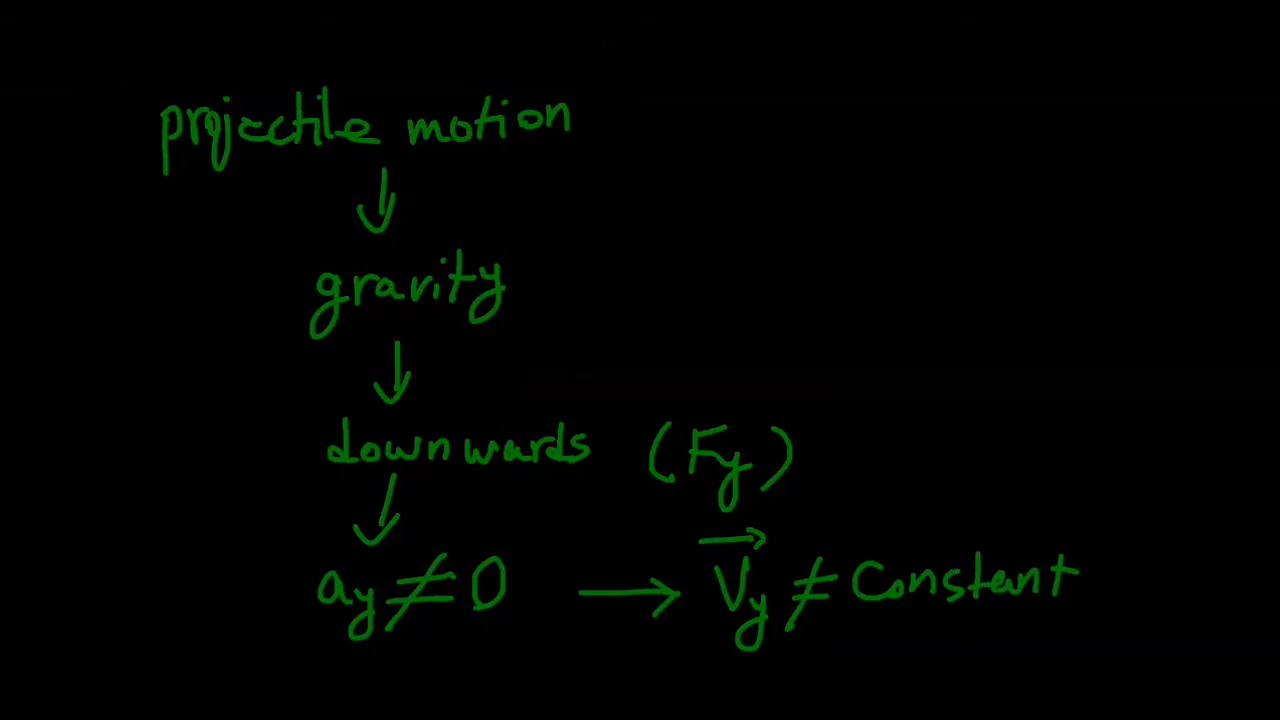 projectile motion
↓
gravity
↓
downwards (Fy)
↓
ay ≠ 0 → V⃗y ≠ Constant